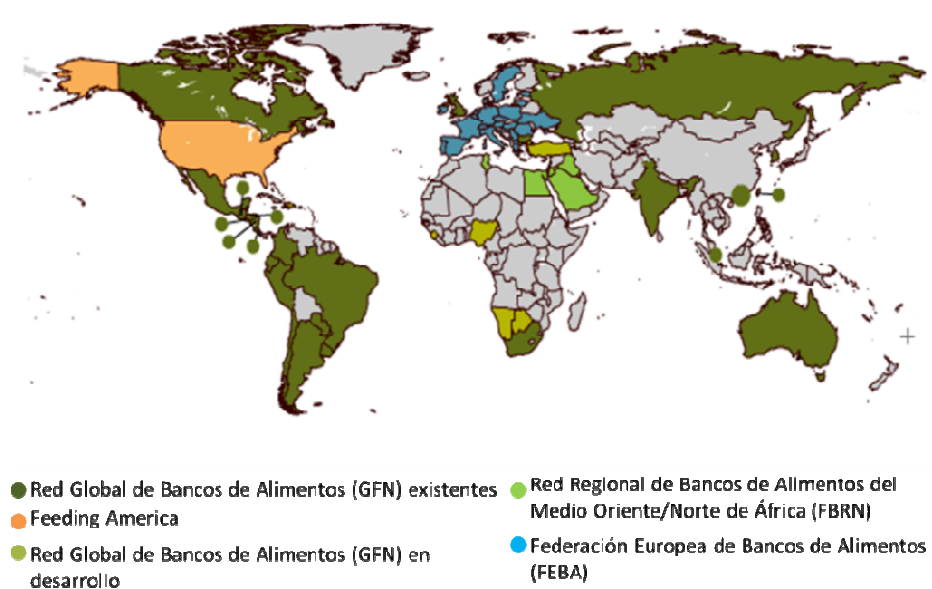 Red Global de Bancos de Alimentos (GFN) existentes
Feeding America
Red Global de Bancos de Alimentos (GFN) en
desarrollo
Red Regional de Bancos de Alimentos del
Medio Oriente/Norte de África (FBRN)
Federación Europea de Bancos de Alimentos
(FEBA)